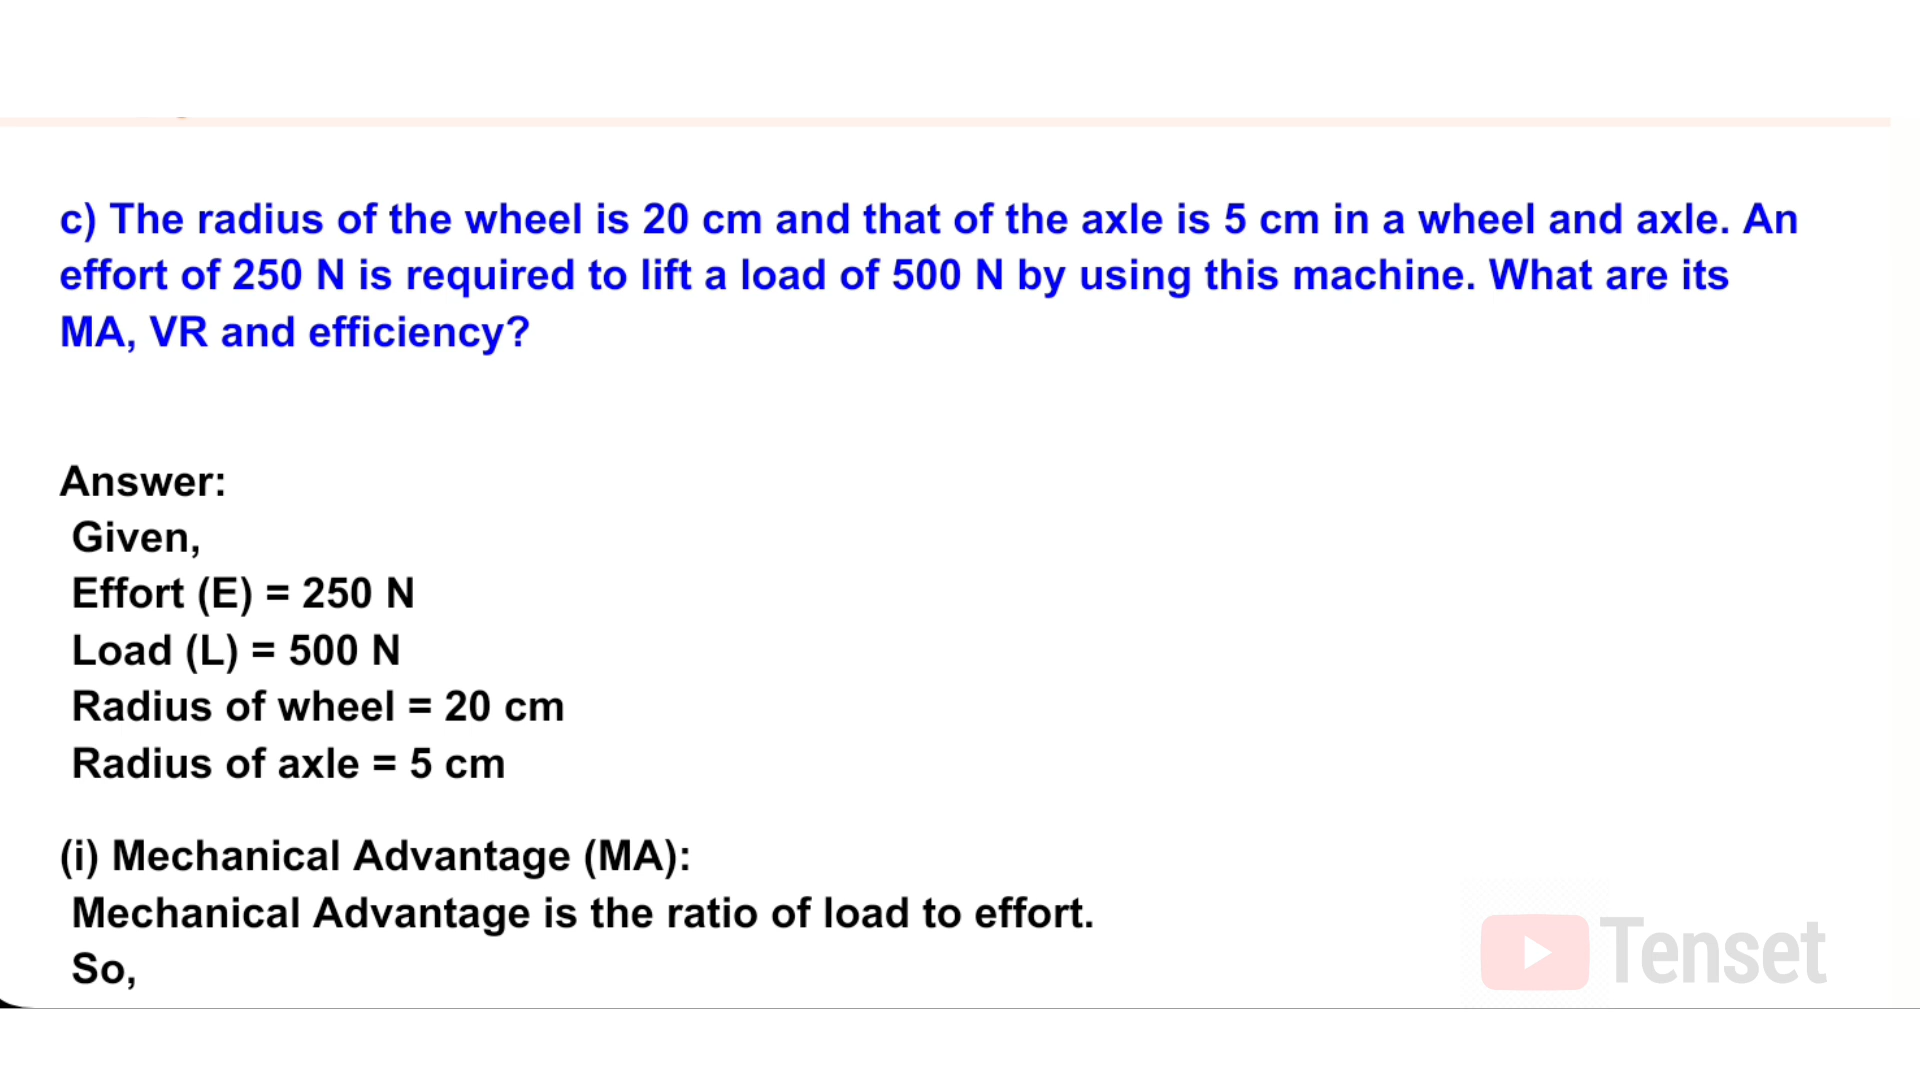 c) The radius of the wheel is 20 cm and that of the axle is 5 cm in a wheel and axle. An
effort of 250 N is required to lift a load of 500 N by using this machine. What are its
MA, VR and efficiency?
Answer:
Given,
Effort (E) = 250 N
Load (L) = 500 N
Radius of wheel = 20 cm
Radius of axle = 5 cm
(i) Mechanical Advantage (MA):
Mechanical Advantage is the ratio of load to effort.
So,
Tenset